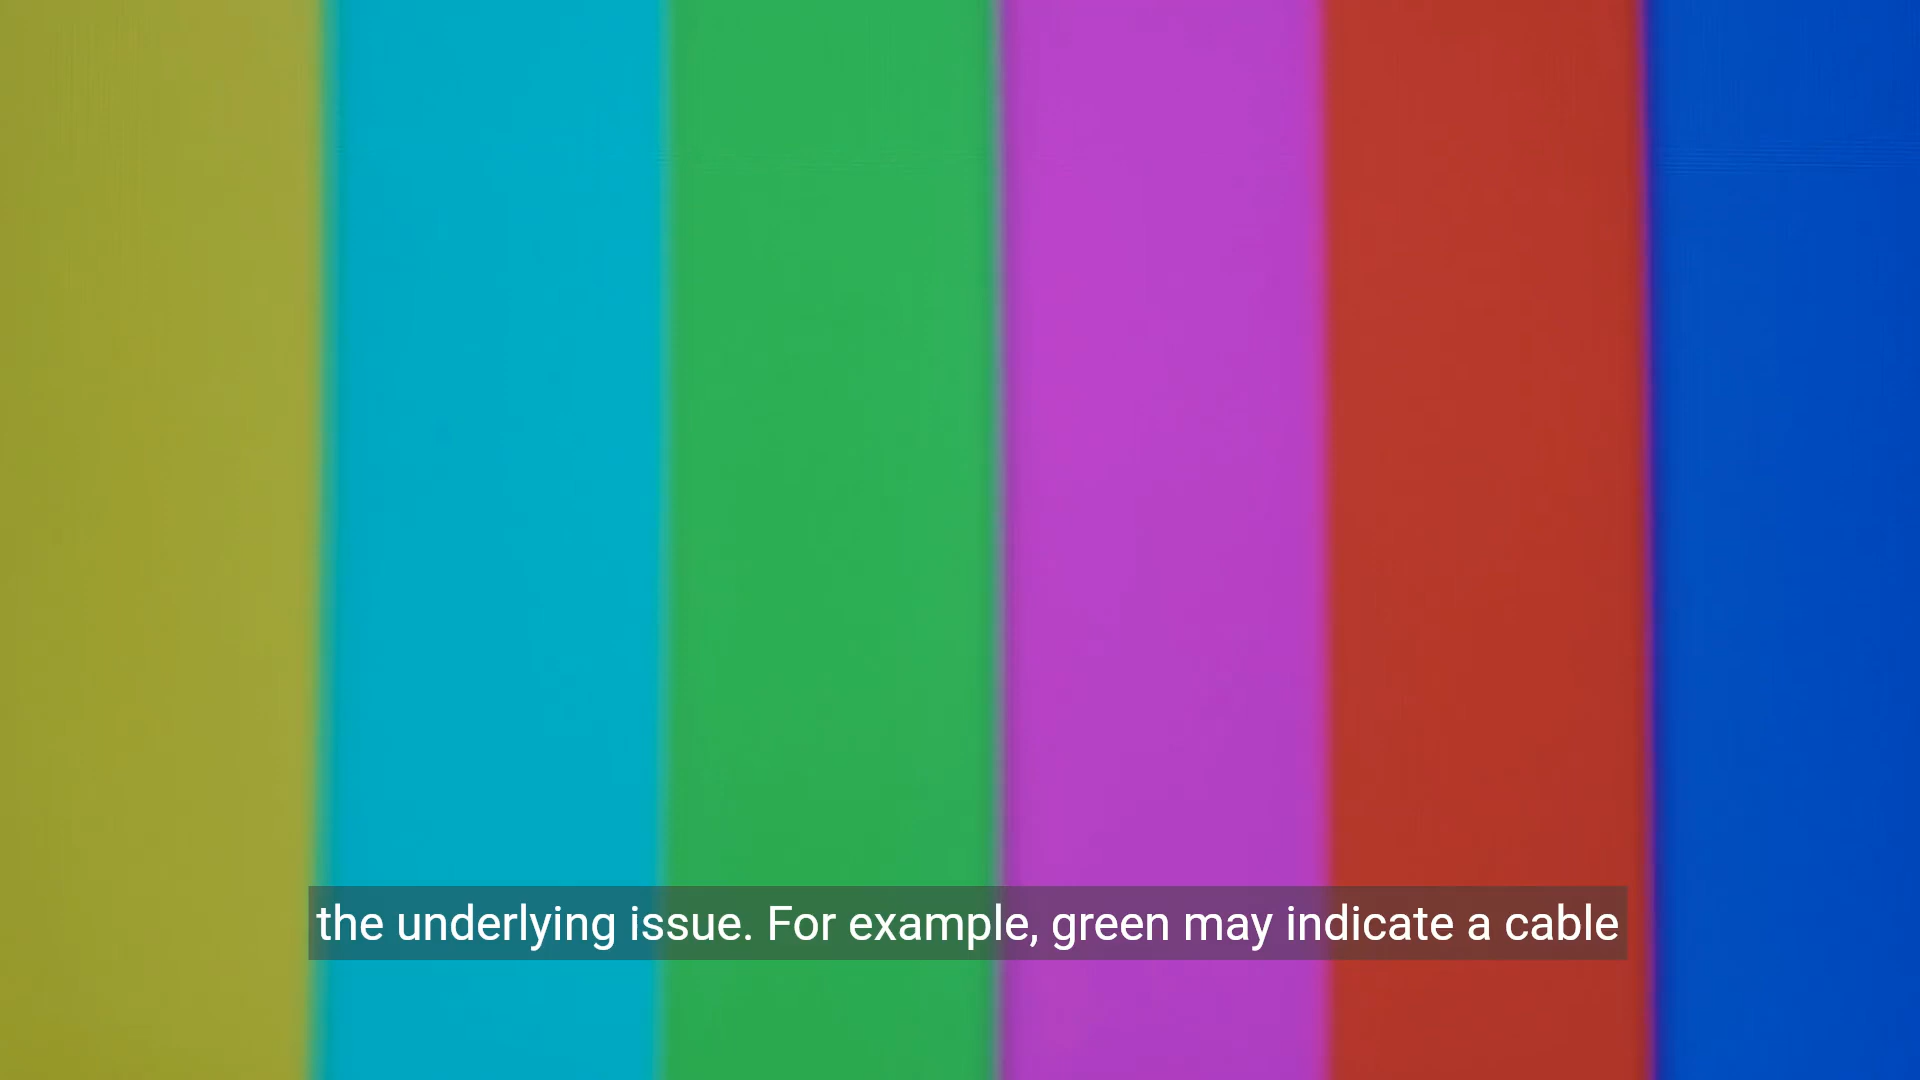 the underlying issue. For example, green may indicate a cable